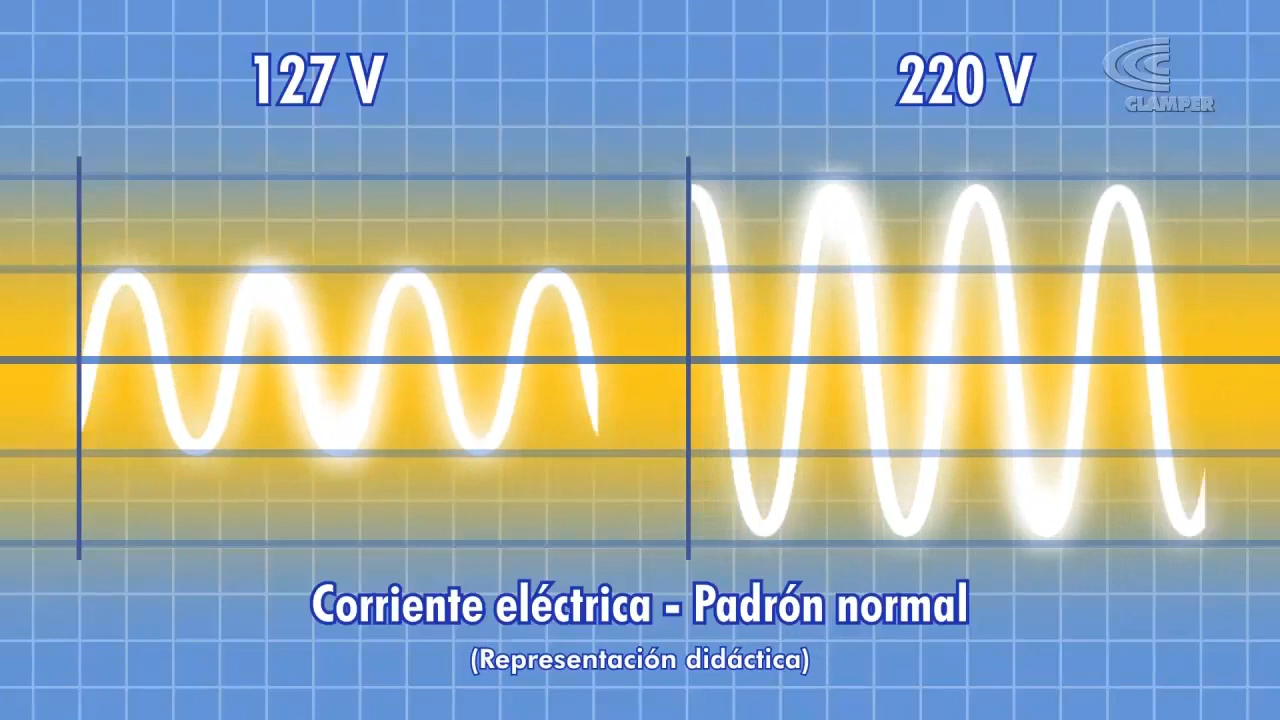 127 V
220 V
CLAMPER
Corriente eléctrica - Padrón normal
(Representación didáctica)